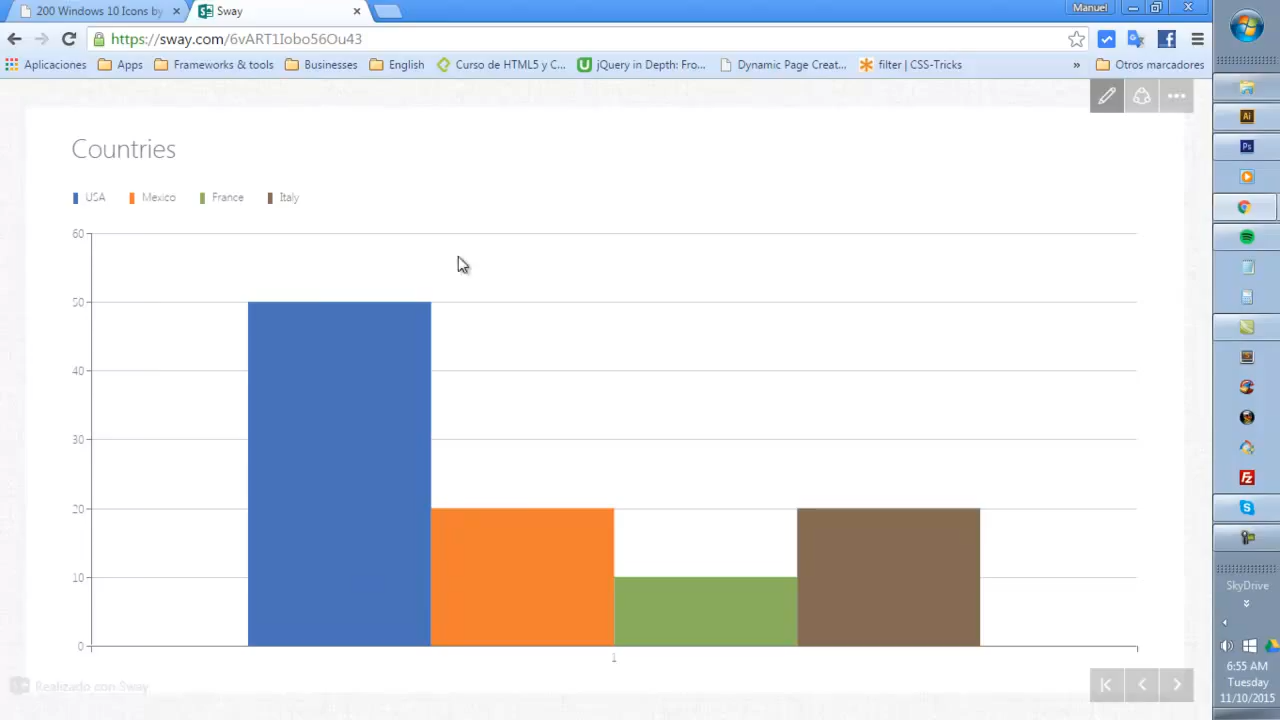 200 Windows 10 Icons by
Sway
Manuel
https://sway.com/6vART1Iobo56Ou43
Aplicaciones
Apps
Frameworks & tools
Businesses
English
Curso de HTML5 y C...
jQuery in Depth: Fro...
Dynamic Page Creat...
filter | CSS-Tricks
»
Otros marcadores
Countries
USA
Mexico
France
Italy
60
50
40
30
20
10
0
1
Realizado con Sway
Ai
Ps
SkyDrive
6:55 AM
Tuesday
11/10/2015